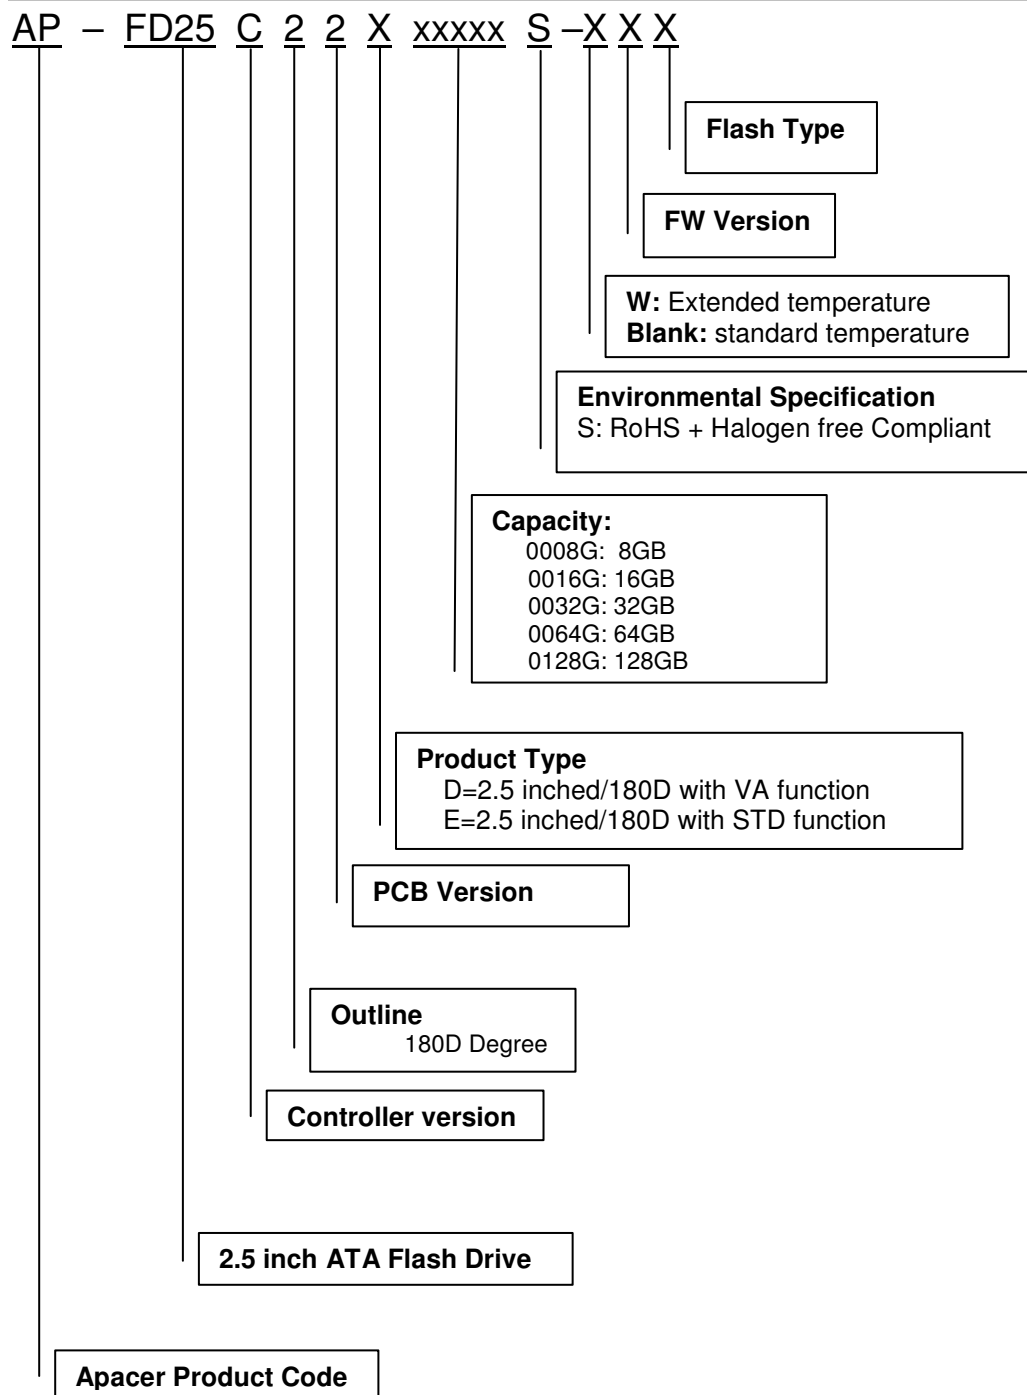 AP – FD25 C 2 2 X xxxxx S –X X X
Flash Type
FW Version
W: Extended temperature
Blank: standard temperature
Environmental Specification
S: RoHS + Halogen free Compliant
Capacity:
0008G: 8GB
0016G: 16GB
0032G: 32GB
0064G: 64GB
0128G: 128GB
Product Type
D=2.5 inched/180D with VA function
E=2.5 inched/180D with STD function
PCB Version
Outline
180D Degree
Controller version
2.5 inch ATA Flash Drive
Apacer Product Code